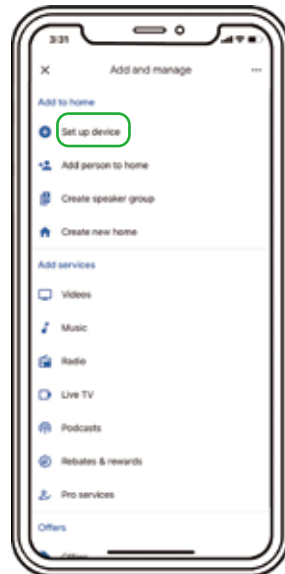 3:31
Add and manage
Add to home
Set up device
Add person to home
Create speaker group
Create new home
Add services
Videos
Music
Radio
Live TV
Podcasts
Rebates & rewards
Pro services
Offers
Offers